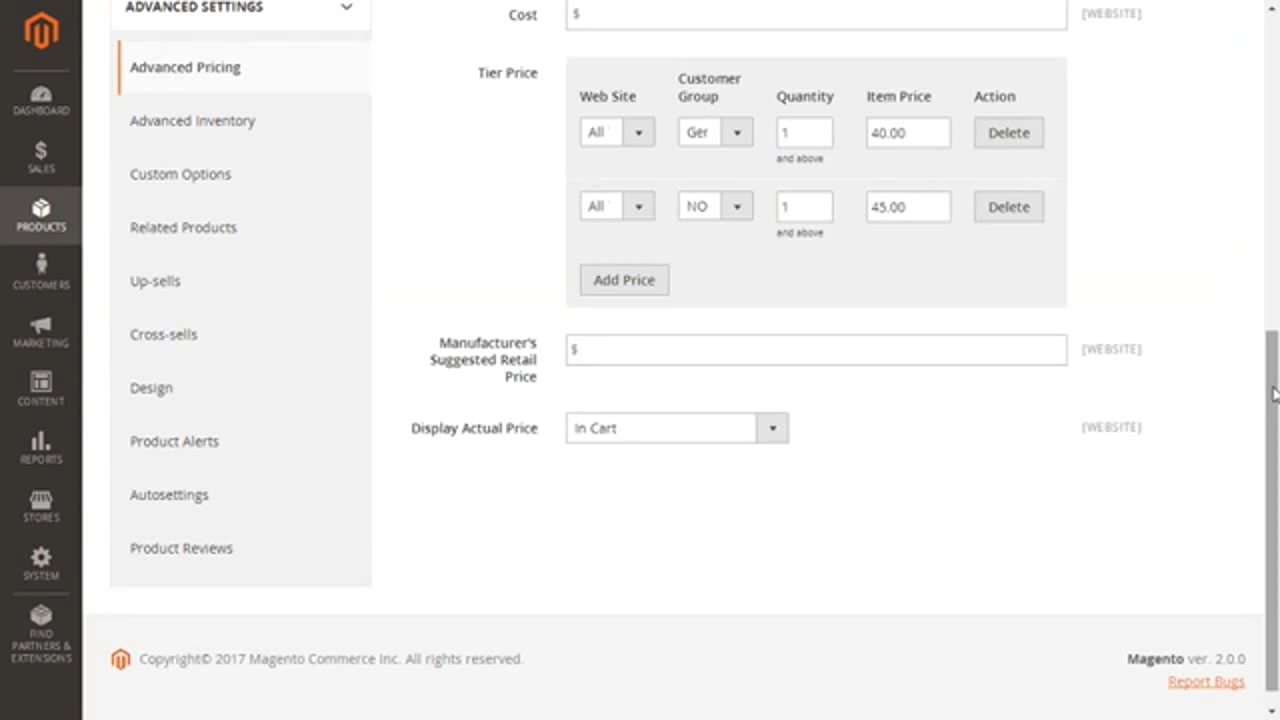 ADVANCED SETTINGS
Advanced Pricing
Advanced Inventory
Custom Options
Related Products
Up-sells
Cross-sells
Design
Product Alerts
Autosettings
Product Reviews
DASHBOARD
$
SALES
PRODUCTS
CUSTOMERS
MARKETING
CONTENT
REPORTS
STORES
SYSTEM
FIND
PARTNERS &
EXTENSIONS
Cost $ [WEBSITE]
Tier Price
Web Site Customer Group Quantity Item Price Action
All Ger 1 40.00 Delete
and above
All NO 1 45.00 Delete
and above
Add Price
Manufacturer's
Suggested Retail
Price
$ [WEBSITE]
Display Actual Price In Cart [WEBSITE]
Copyright© 2017 Magento Commerce Inc. All rights reserved.
Magento ver. 2.0.0
Report Bugs